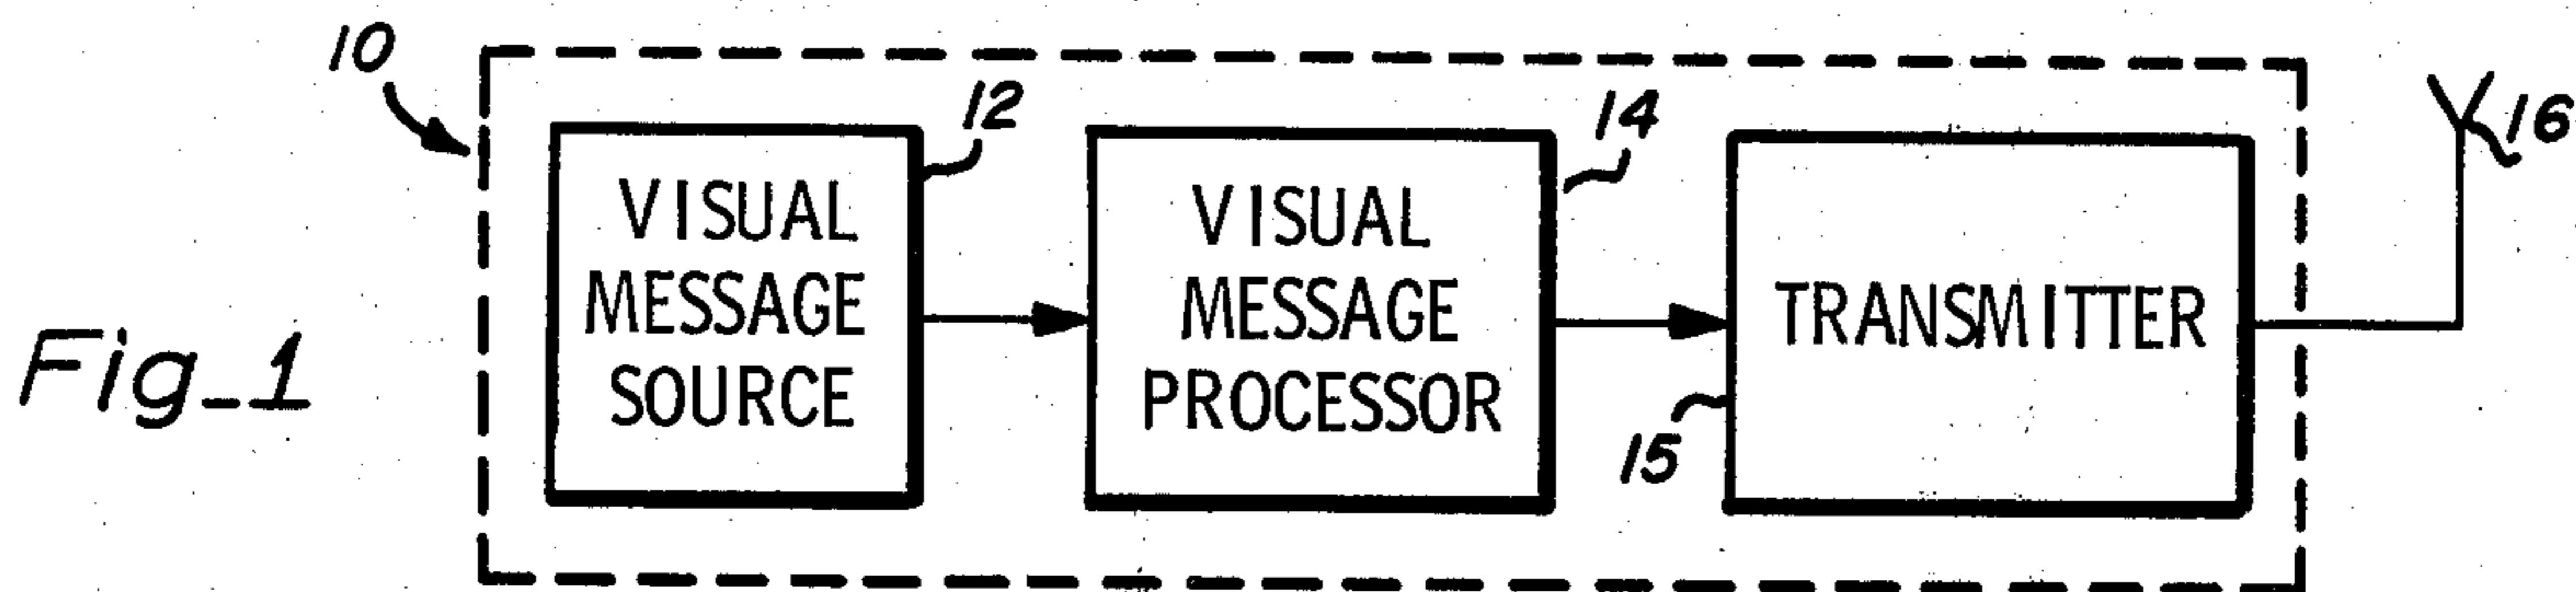 10
12
14
16
VISUAL
MESSAGE
SOURCE
VISUAL
MESSAGE
PROCESSOR
TRANSMITTER
15
Fig_1